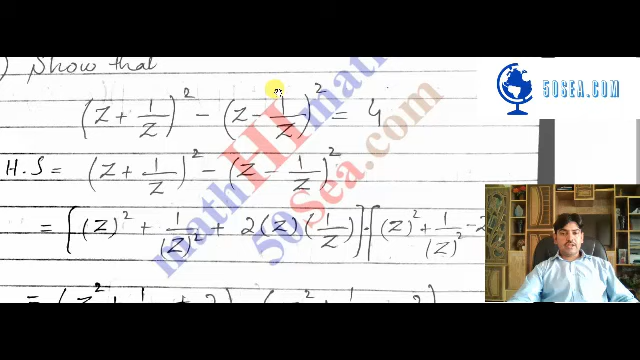 ) Show that
(Z + 1/Z)² − (Z − 1/Z)² = 4
H.S = (Z + 1/Z)² − (Z − 1/Z)²
= [(Z)² + 1/(Z)² + 2(Z)(1/Z)] - [(Z)² + 1/(Z)² − 2
50SEA.COM
mathHI math
50Sea.com